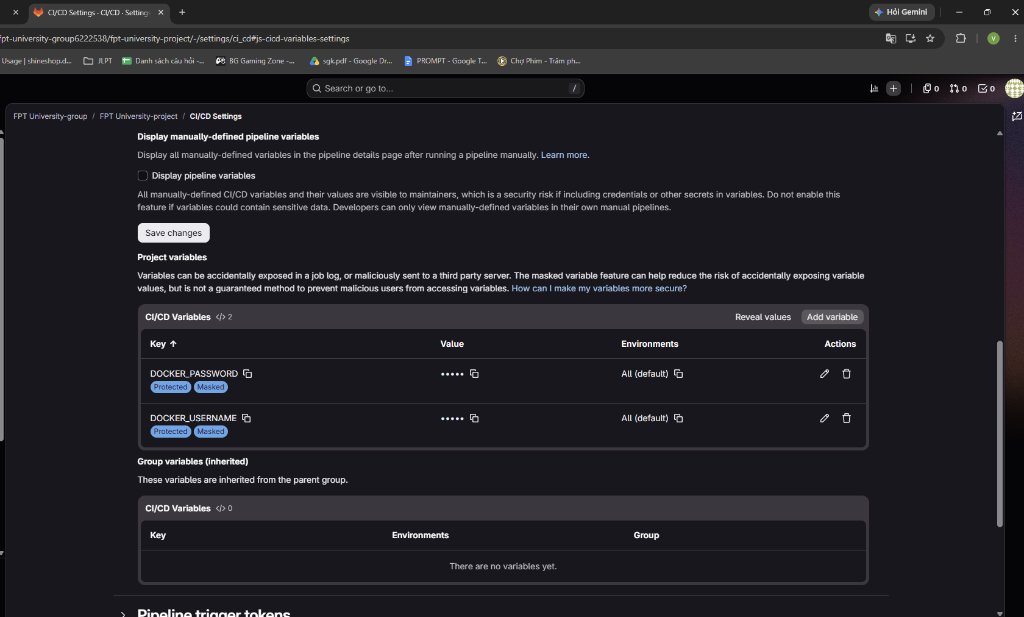 CI/CD Settings · CI/CD · Settings
Hỏi Gemini
fpt-university-group6222538/fpt-university-project/-/settings/ci_cd#js-cicd-variables-settings
V
Usage | shineshop.d...
JLPT
Danh sách câu hỏi -...
BG Gaming Zone -...
sgk.pdf - Google Dr...
PROMPT - Google T...
Chợ Phim - Trầm ph...
Search or go to...
/
0
0
0
FPT University-group / FPT University-project / CI/CD Settings
Display manually-defined pipeline variables
Display all manually-defined variables in the pipeline details page after running a pipeline manually. Learn more.
Display pipeline variables
All manually-defined CI/CD variables and their values are visible to maintainers, which is a security risk if including credentials or other secrets in variables. Do not enable this
feature if variables could contain sensitive data. Developers can only view manually-defined variables in their own manual pipelines.
Save changes
Project variables
Variables can be accidentally exposed in a job log, or maliciously sent to a third party server. The masked variable feature can help reduce the risk of accidentally exposing variable
values, but is not a guaranteed method to prevent malicious users from accessing variables. How can I make my variables more secure?
CI/CD Variables </> 2
Reveal values
Add variable
Key ↑ Value Environments Actions
DOCKER_PASSWORD ••••• All (default)
Protected Masked
DOCKER_USERNAME ••••• All (default)
Protected Masked
Group variables (inherited)
These variables are inherited from the parent group.
CI/CD Variables </> 0
Key Environments Group
There are no variables yet.
Pipeline trigger tokens